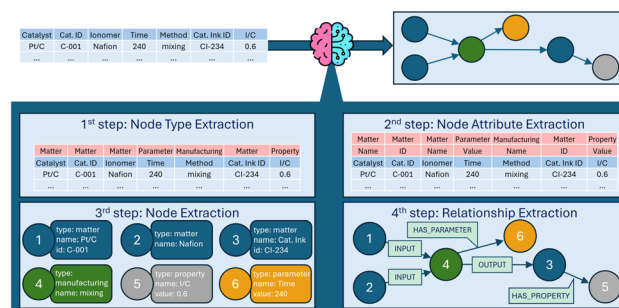 Catalyst Cat. ID Ionomer Time Method Cat. Ink ID I/C
Pt/C C-001 Nafion 240 mixing CI-234 0.6
... ... ... ... ... ... ...
1st step: Node Type Extraction
Matter Matter Matter Parameter Manufacturing Matter Property
Catalyst Cat. ID Ionomer Time Method Cat. Ink ID I/C
Pt/C C-001 Nafion 240 mixing CI-234 0.6
... ... ... ... ... ... ...
2nd step: Node Attribute Extraction
Matter Matter Matter Parameter Manufacturing Matter Property
Name ID Name Value Name ID Value
Catalyst Cat. ID Ionomer Time Method Cat. Ink ID I/C
Pt/C C-001 Nafion 240 mixing CI-234 0.6
... ... ... ... ... ... ...
3rd step: Node Extraction
1
type: matter
name: Pt/C
id: C-001
2
type: matter
name: Nafion
3
type: matter
name: Cat. Ink
id: CI-234
4
type:
manufacturing
name: mixing
5
type: property
name: I/C
value: 0.6
6
type: parameter
name: Time
value: 240
4th step: Relationship Extraction
HAS_PARAMETER
6
1
INPUT
4
OUTPUT
3
2
INPUT
HAS_PROPERTY
5